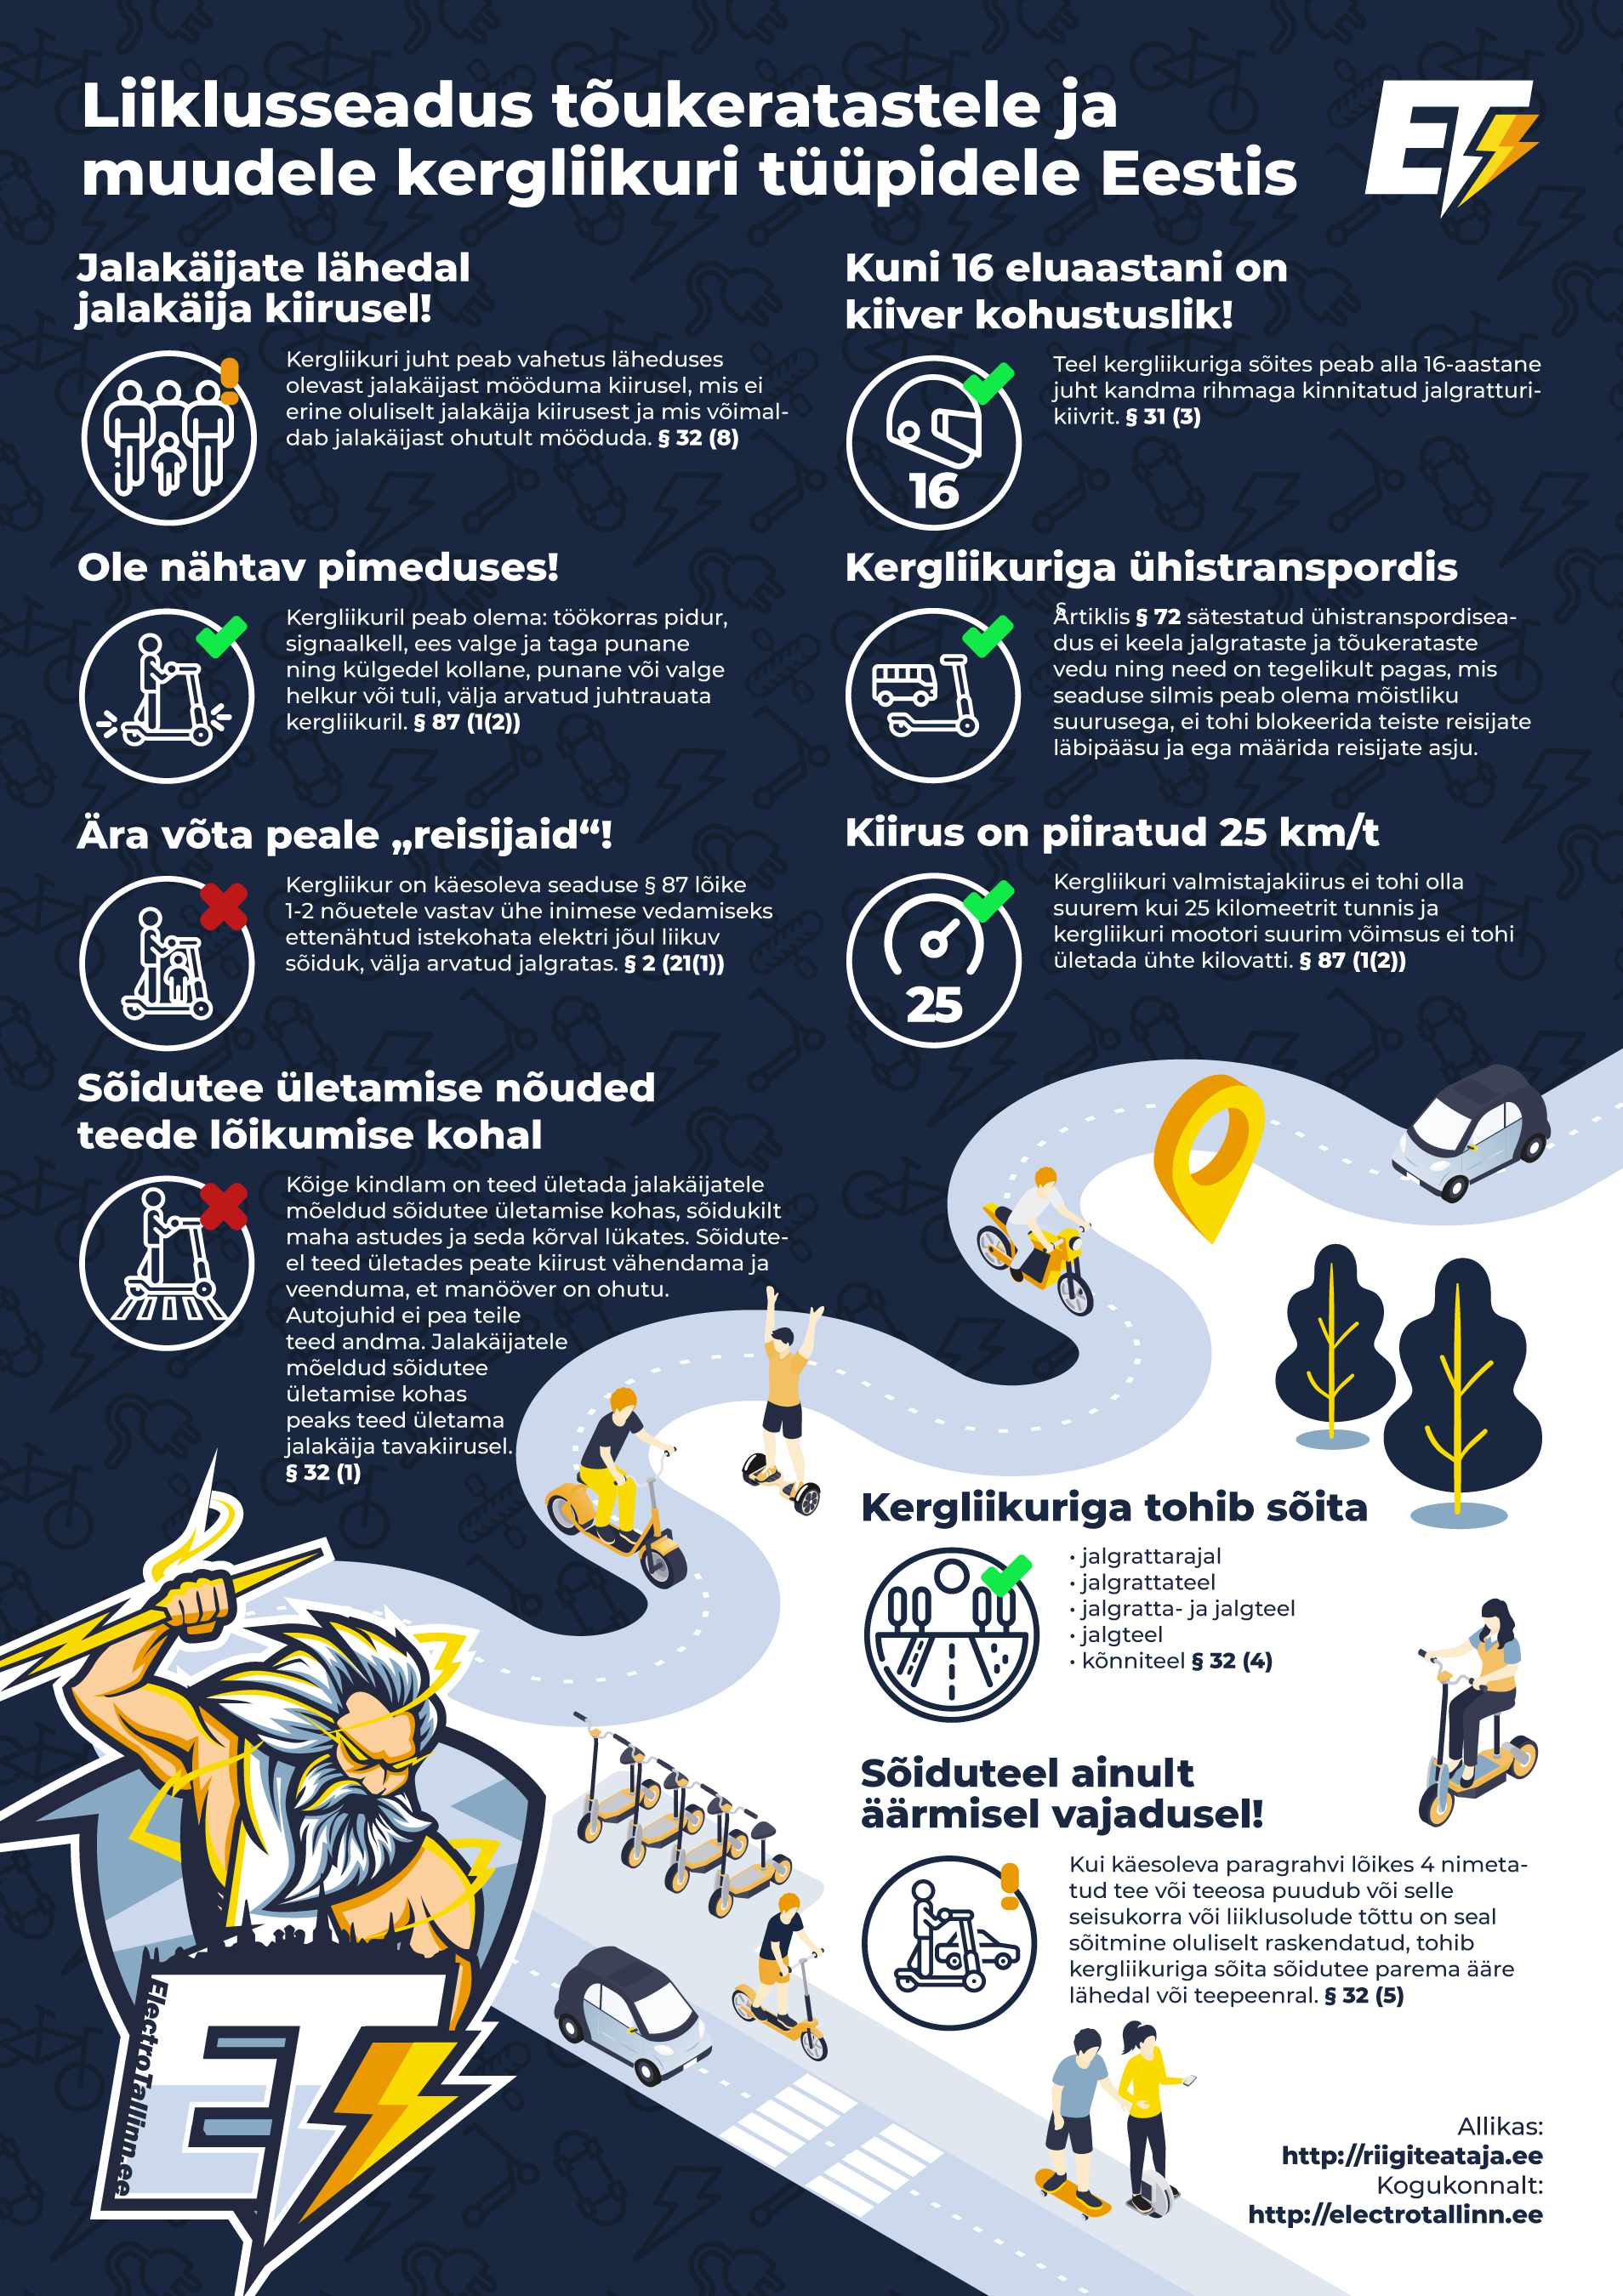 Liiklusseadus tõukeratastele ja
muudele kergliikuri tüüpidele Eestis
ET
Jalakäijate lähedal
jalakäija kiirusel!
Kergliikuri juht peab vahetus läheduses
olevast jalakäijast mööduma kiirusel, mis ei
erine oluliselt jalakäija kiirusest ja mis võimal-
dab jalakäijast ohutult mööduda. § 32 (8)
Ole nähtav pimeduses!
Kergliikuril peab olema: töökorras pidur,
signaalkell, ees valge ja taga punane
ning külgedel kollane, punane või valge
helkur või tuli, välja arvatud juhtrauata
kergliikuril. § 87 (1(2))
Ära võta peale „reisijaid“!
Kergliikur on käesoleva seaduse § 87 lõike
1-2 nõuetele vastav ühe inimese vedamiseks
ettenähtud istekohata elektri jõul liikuv
sõiduk, välja arvatud jalgratas. § 2 (21(1))
Sõidutee ületamise nõuded
teede lõikumise kohal
Kõige kindlam on teed ületada jalakäijatele
mõeldud sõidutee ületamise kohas, sõidukilt
maha astudes ja seda kõrval lükates. Sõidute-
el teed ületades peate kiirust vähendama ja
veenduma, et manööver on ohutu.
Autojuhid ei pea teile
teed andma. Jalakäijatele
mõeldud sõidutee
ületamise kohas
peaks teed ületama
jalakäija tavakiirusel.
§ 32 (1)
Kuni 16 eluaastani on
kiiver kohustuslik!
16
Teel kergliikuriga sõites peab alla 16-aastane
juht kandma rihmaga kinnitatud jalgratturi-
kiivrit. § 31 (3)
Kergliikuriga ühistranspordis
§
Artiklis § 72 sätestatud ühistranspordisea-
dus ei keela jalgrataste ja tõukerataste
vedu ning need on tegelikult pagas, mis
seaduse silmis peab olema mõistliku
suurusega, ei tohi blokeerida teiste reisijate
läbipääsu ja ega määrida reisijate asju.
Kiirus on piiratud 25 km/t
25
Kergliikuri valmistajakiirus ei tohi olla
suurem kui 25 kilomeetrit tunnis ja
kergliikuri mootori suurim võimsus ei tohi
ületada ühte kilovatti. § 87 (1(2))
Kergliikuriga tohib sõita
• jalgrattarajal
• jalgrattateel
• jalgratta- ja jalgteel
• jalgteel
• kõnniteel § 32 (4)
Sõiduteel ainult
äärmisel vajadusel!
Kui käesoleva paragrahvi lõikes 4 nimeta-
tud tee või teeosa puudub või selle
seisukorra või liiklusolude tõttu on seal
sõitmine oluliselt raskendatud, tohib
kergliikuriga sõita sõidutee parema ääre
lähedal või teepeenral. § 32 (5)
ElectroTallinn.ee
ET
Allikas:
http://riigiteataja.ee
Kogukonnalt:
http://electrotallinn.ee